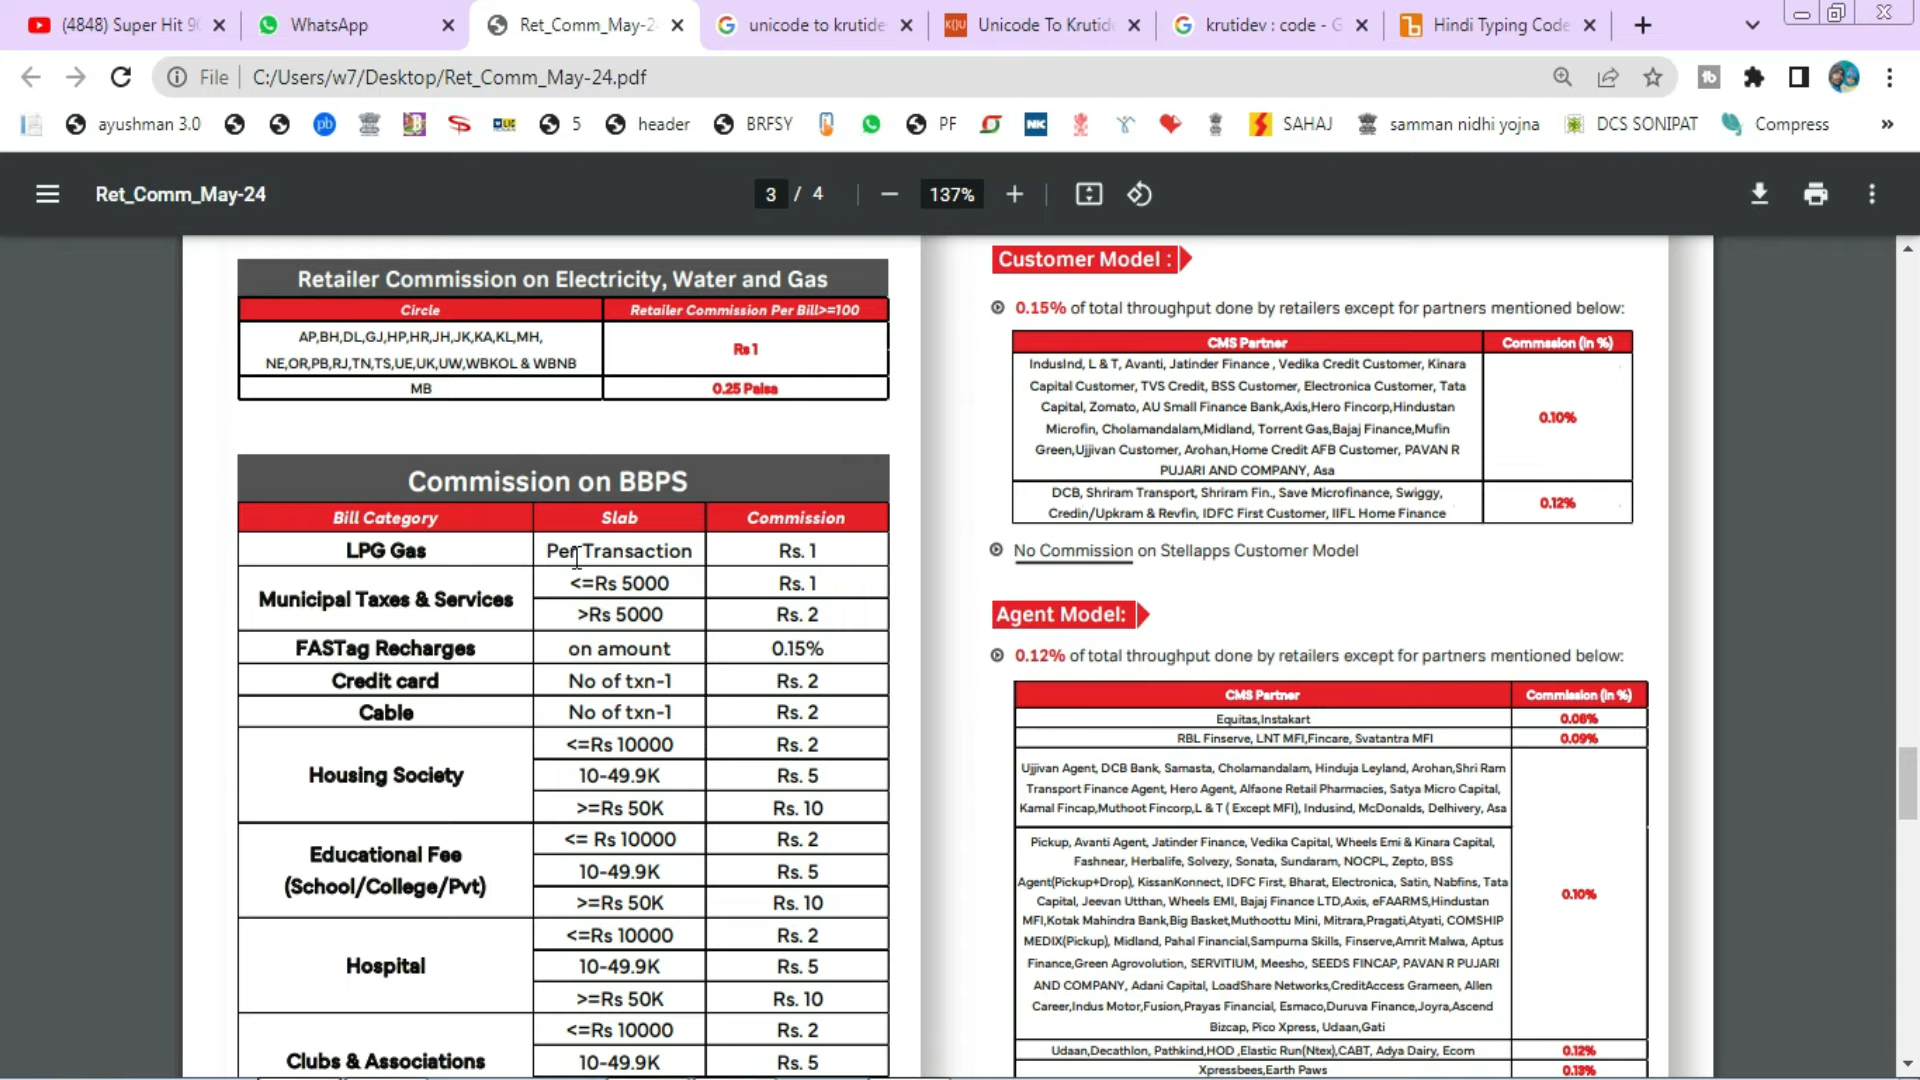 (4848) Super Hit 90
WhatsApp
Ret_Comm_May-2
unicode to krutide
Unicode To Krutid
krutidev : code - G
Hindi Typing Code
File
C:/Users/w7/Desktop/Ret_Comm_May-24.pdf
ayushman 3.0
pb
LIC
5
header
BRFSY
PF
NK
SAHAJ
samman nidhi yojna
DCS SONIPAT
Compress
»
Ret_Comm_May-24
3 / 4
137%
Retailer Commission on Electricity, Water and Gas
Circle
Retailer Commission Per Bill>=100
AP,BH,DL,GJ,HP,HR,JH,JK,KA,KL,MH,
NE,OR,PB,RJ,TN,TS,UE,UK,UW,WBKOL & WBNB
Rs 1
MB
0.25 Paisa
Commission on BBPS
Bill Category
Slab
Commission
LPG Gas
Per Transaction
Rs. 1
Municipal Taxes & Services
<=Rs 5000
Rs. 1
>Rs 5000
Rs. 2
FASTag Recharges
on amount
0.15%
Credit card
No of txn-1
Rs. 2
Cable
No of txn-1
Rs. 2
Housing Society
<=Rs 10000
Rs. 2
10-49.9K
Rs. 5
>=Rs 50K
Rs. 10
Educational Fee
(School/College/Pvt)
<= Rs 10000
Rs. 2
10-49.9K
Rs. 5
>=Rs 50K
Rs. 10
Hospital
<=Rs 10000
Rs. 2
10-49.9K
Rs. 5
>=Rs 50K
Rs. 10
Clubs & Associations
<=Rs 10000
Rs. 2
10-49.9K
Rs. 5
Customer Model :
0.15% of total throughput done by retailers except for partners mentioned below:
CMS Partner
Commssion (in %)
IndusInd, L & T, Avanti, Jatinder Finance , Vedika Credit Customer, Kinara
Capital Customer, TVS Credit, BSS Customer, Electronica Customer, Tata
Capital, Zomato, AU Small Finance Bank,Axis,Hero Fincorp,Hindustan
Microfin, Cholamandalam,Midland, Torrent Gas,Bajaj Finance,Mufin
Green,Ujjivan Customer, Arohan,Home Credit AFB Customer, PAVAN R
PUJARI AND COMPANY, Asa
0.10%
DCB, Shriram Transport, Shriram Fin., Save Microfinance, Swiggy,
Credin/Upkram & Revfin, IDFC First Customer, IIFL Home Finance
0.12%
No Commission on Stellapps Customer Model
Agent Model:
0.12% of total throughput done by retailers except for partners mentioned below:
CMS Partner
Commission (in %)
Equitas,Instakart
0.08%
RBL Finserve, LNT MFI,Fincare, Svatantra MFI
0.09%
Ujjivan Agent, DCB Bank, Samasta, Cholamandalam, Hinduja Leyland, Arohan,Shri Ram
Transport Finance Agent, Hero Agent, Alfaone Retail Pharmacies, Satya Micro Capital,
Kamal Fincap,Muthoot Fincorp,L & T ( Except MFI), Indusind, McDonalds, Delhivery, Asa
Pickup, Avanti Agent, Jatinder Finance, Vedika Capital, Wheels Emi & Kinara Capital,
Fashnear, Herbalife, Solvezy, Sonata, Sundaram, NOCPL, Zepto, BSS
Agent(Pickup+Drop), KissanKonnect, IDFC First, Bharat, Electronica, Satin, Nabfins, Tata
Capital, Jeevan Utthan, Wheels EMI, Bajaj Finance LTD,Axis, eFAARMS,Hindustan
MFI,Kotak Mahindra Bank,Big Basket,Muthoottu Mini, Mitrara,Pragati,Atyati, COMSHIP
MEDIX(Pickup), Midland, Pahal Financial,Sampurna Skills, Finserve,Amrit Malwa, Aptus
Finance,Green Agrovolution, SERVITIUM, Meesho, SEEDS FINCAP, PAVAN R PUJARI
AND COMPANY, Adani Capital, LoadShare Networks,CreditAccess Grameen, Allen
Career,Indus Motor,Fusion,Prayas Financial, Esmaco,Duruva Finance,Joyra,Ascend
Bizcap, Pico Xpress, Udaan,Gati
0.10%
Udaan,Decathlon, Pathkind,HOD ,Elastic Run(Ntex),CABT, Adya Dairy, Ecom
0.12%
Xpressbees,Earth Paws
0.13%